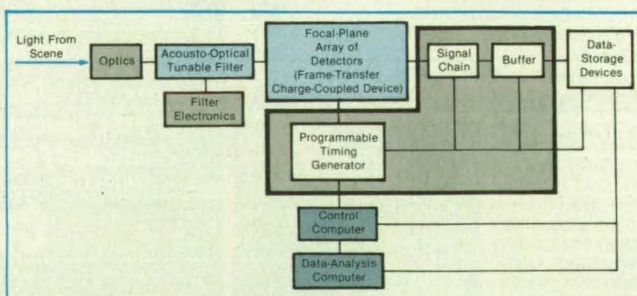 Light From
Scene
Optics
Acousto-Optical
Tunable Filter
Filter
Electronics
Focal-Plane
Array of
Detectors
(Frame-Transfer
Charge-Coupled Device)
Signal
Chain
Buffer
Data-
Storage
Devices
Programmable
Timing
Generator
Control
Computer
Data-Analysis
Computer